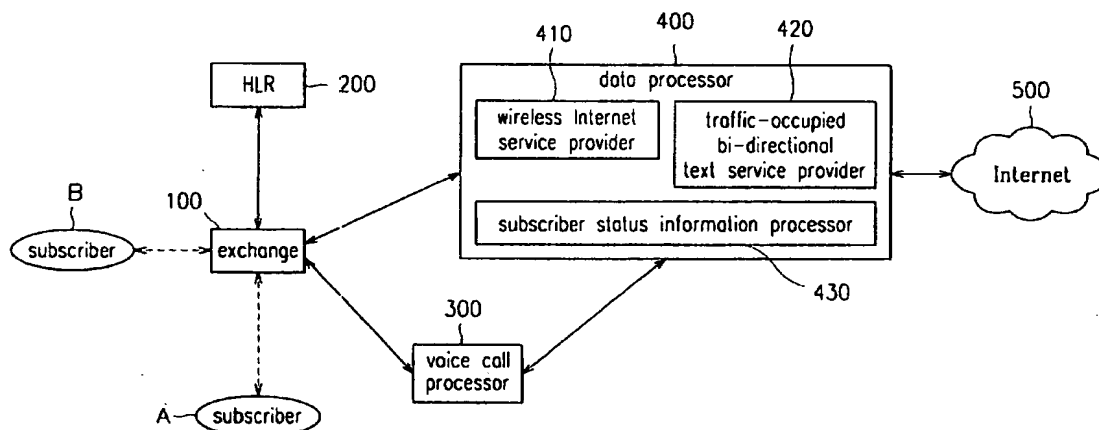 410
400
420
HLR
200
data processor
500
wireless Internet
service provider
traffic-occupied
bi-directional
text service provider
Internet
B
100
subscriber
exchange
subscriber status information processor
430
300
voice call
processor
A
subscriber